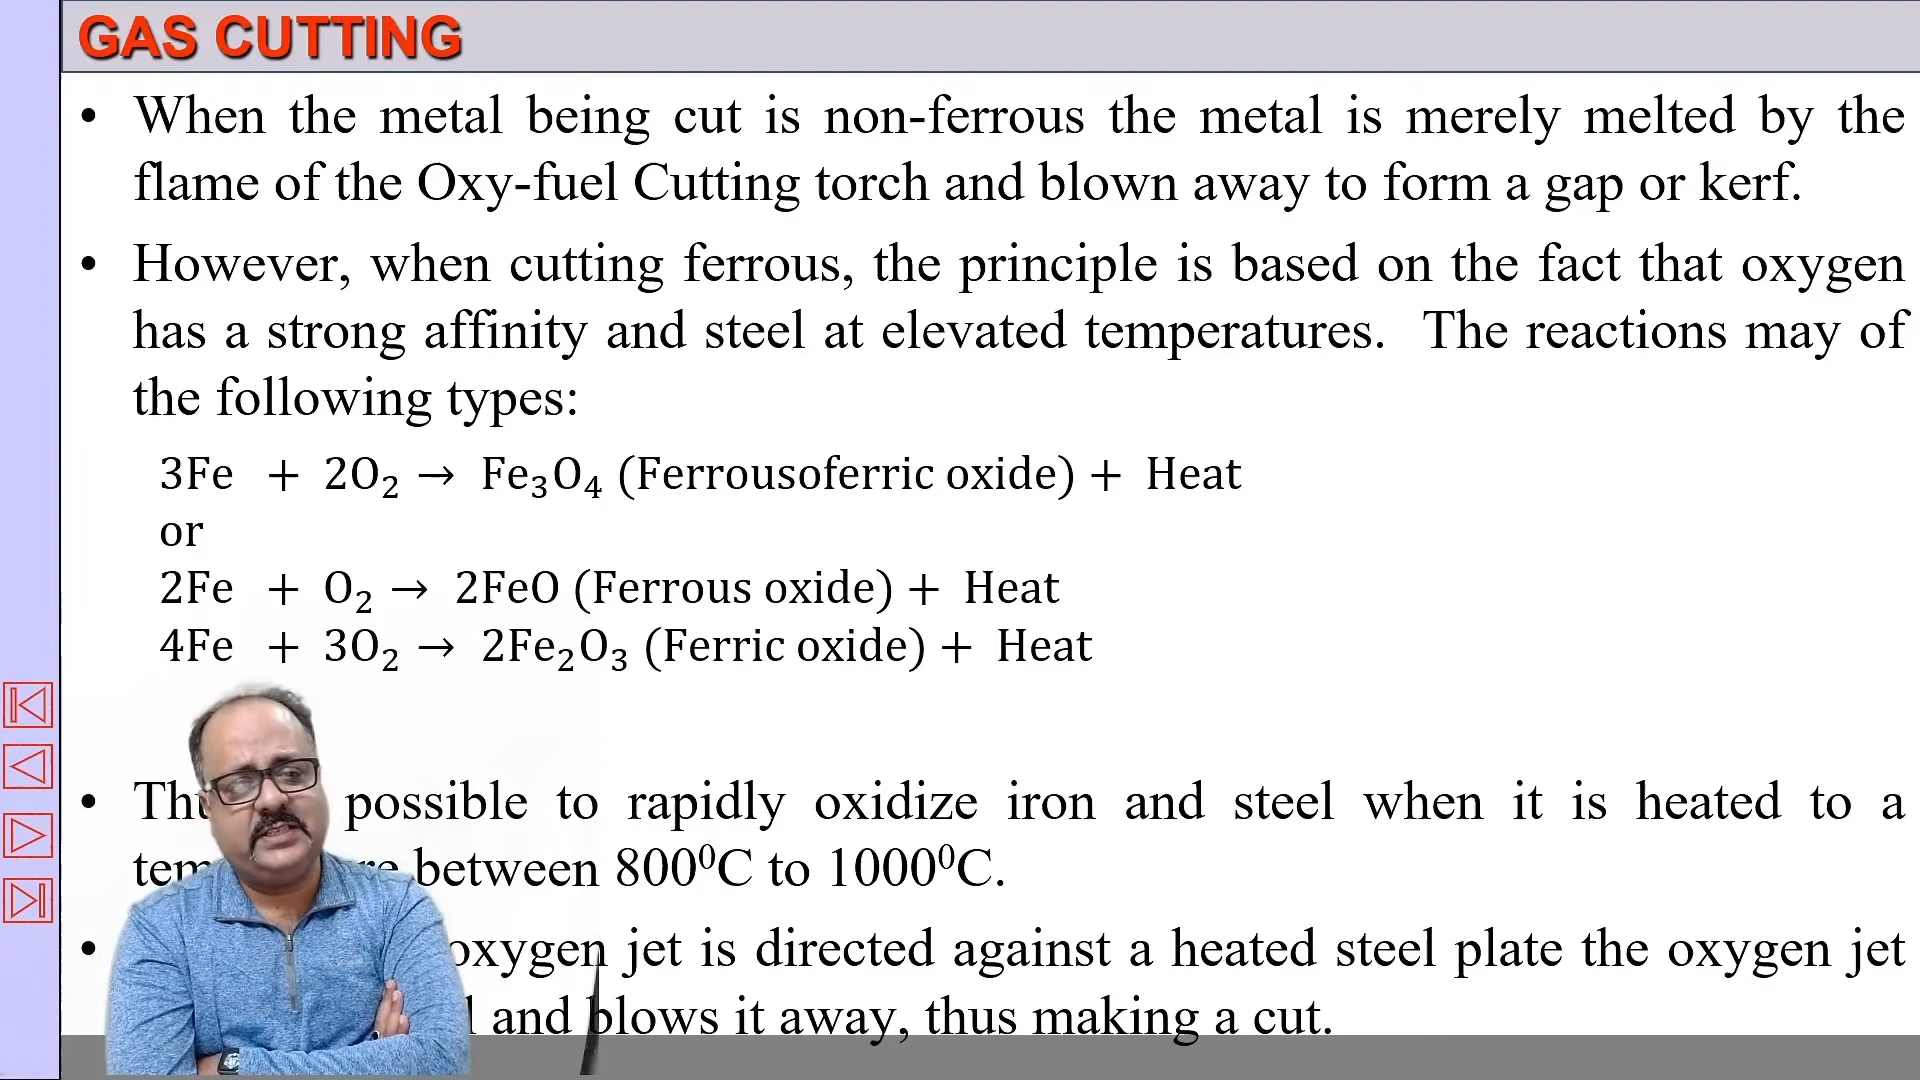 GAS CUTTING
• When the metal being cut is non-ferrous the metal is merely melted by the
flame of the Oxy-fuel Cutting torch and blown away to form a gap or kerf.
• However, when cutting ferrous, the principle is based on the fact that oxygen
has a strong affinity and steel at elevated temperatures. The reactions may of
the following types:
3Fe + 2O₂ → Fe₃O₄ (Ferrousoferric oxide) + Heat
or
2Fe + O₂ → 2FeO (Ferrous oxide) + Heat
4Fe + 3O₂ → 2Fe₂O₃ (Ferric oxide) + Heat
• possible to rapidly oxidize iron and steel when it is heated to a
between 800⁰C to 1000⁰C.
• oxygen jet is directed against a heated steel plate the oxygen jet
and blows it away, thus making a cut.